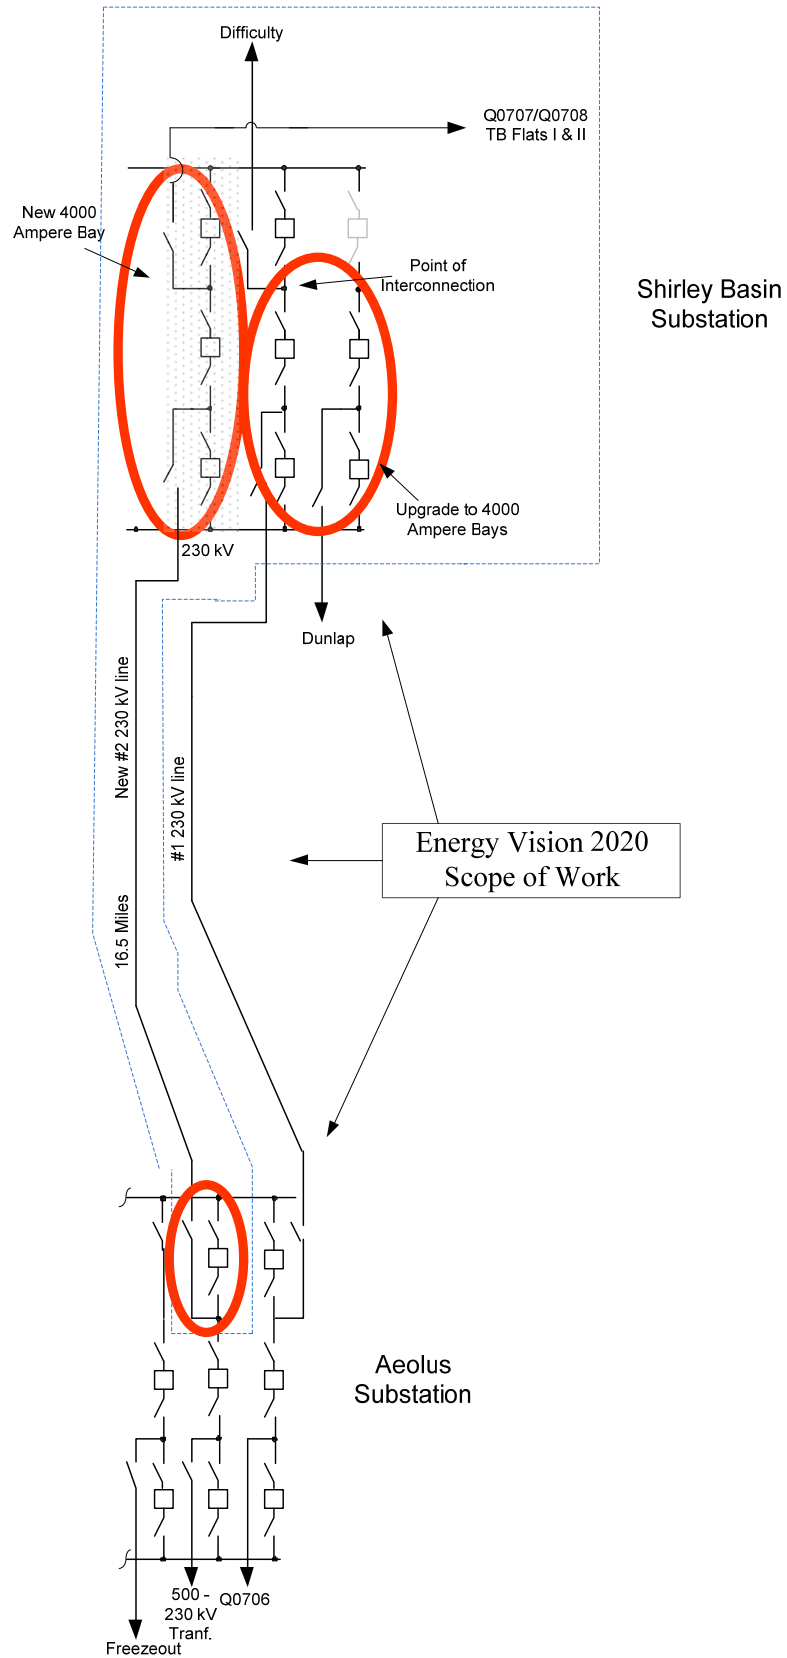 Difficulty
Q0707/Q0708
TB Flats I & II
New 4000
Ampere Bay
Point of
Interconnection
Shirley Basin
Substation
Upgrade to 4000
Ampere Bays
230 kV
Dunlap
New #2 230 kV line
#1 230 kV line
Energy Vision 2020
Scope of Work
16.5 Miles
Aeolus
Substation
500 -
230 kV
Tranf.
Q0706
Freezeout